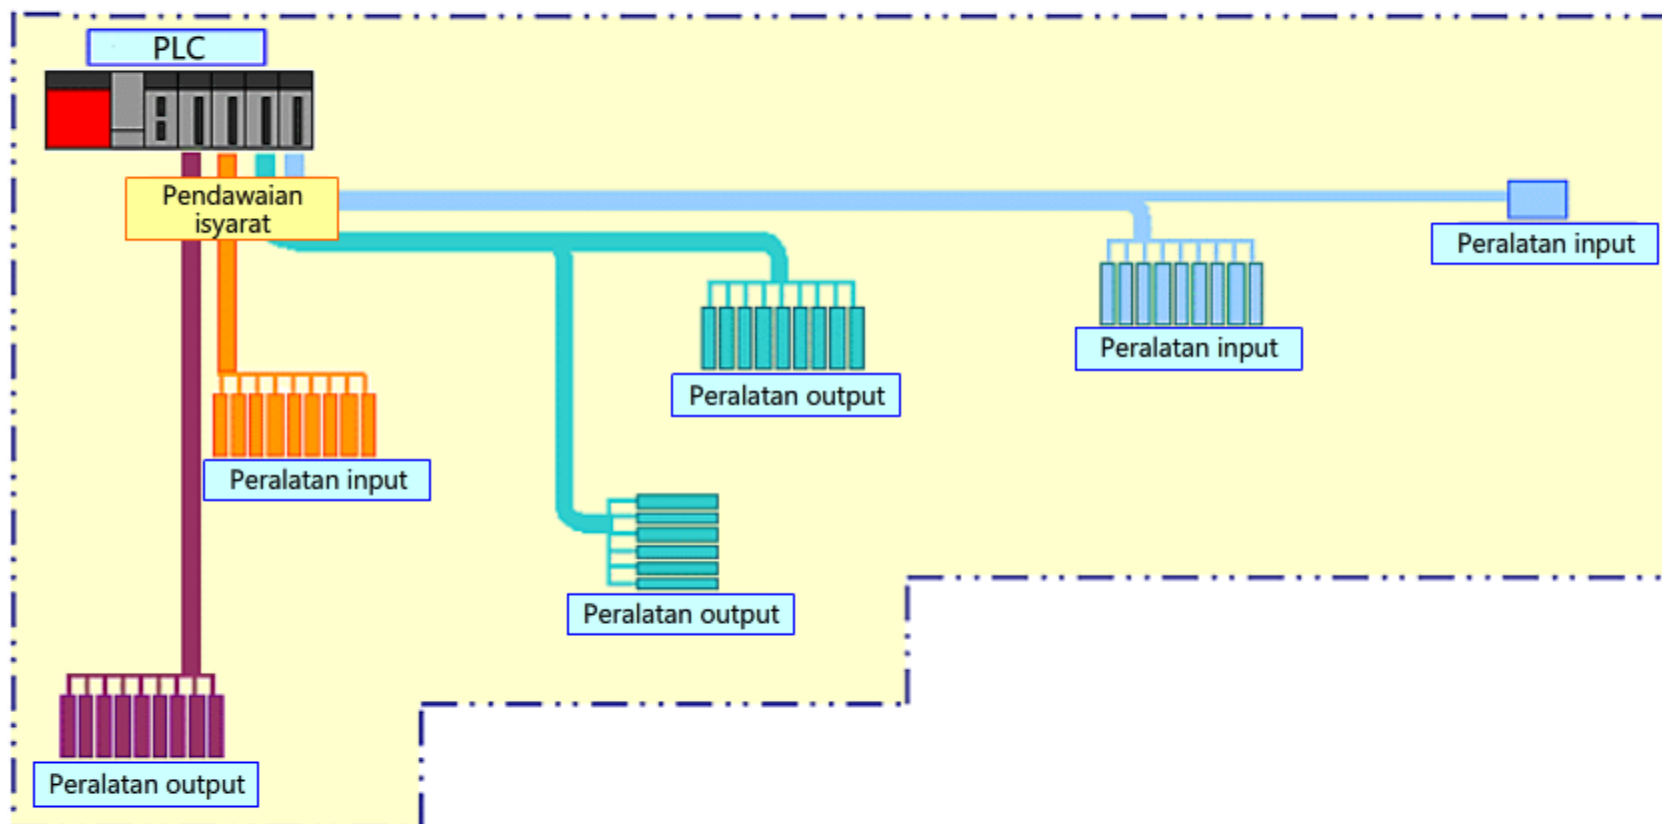 PLC
Pendawaian
isyarat
Peralatan input
Peralatan input
Peralatan output
Peralatan input
Peralatan output
Peralatan output